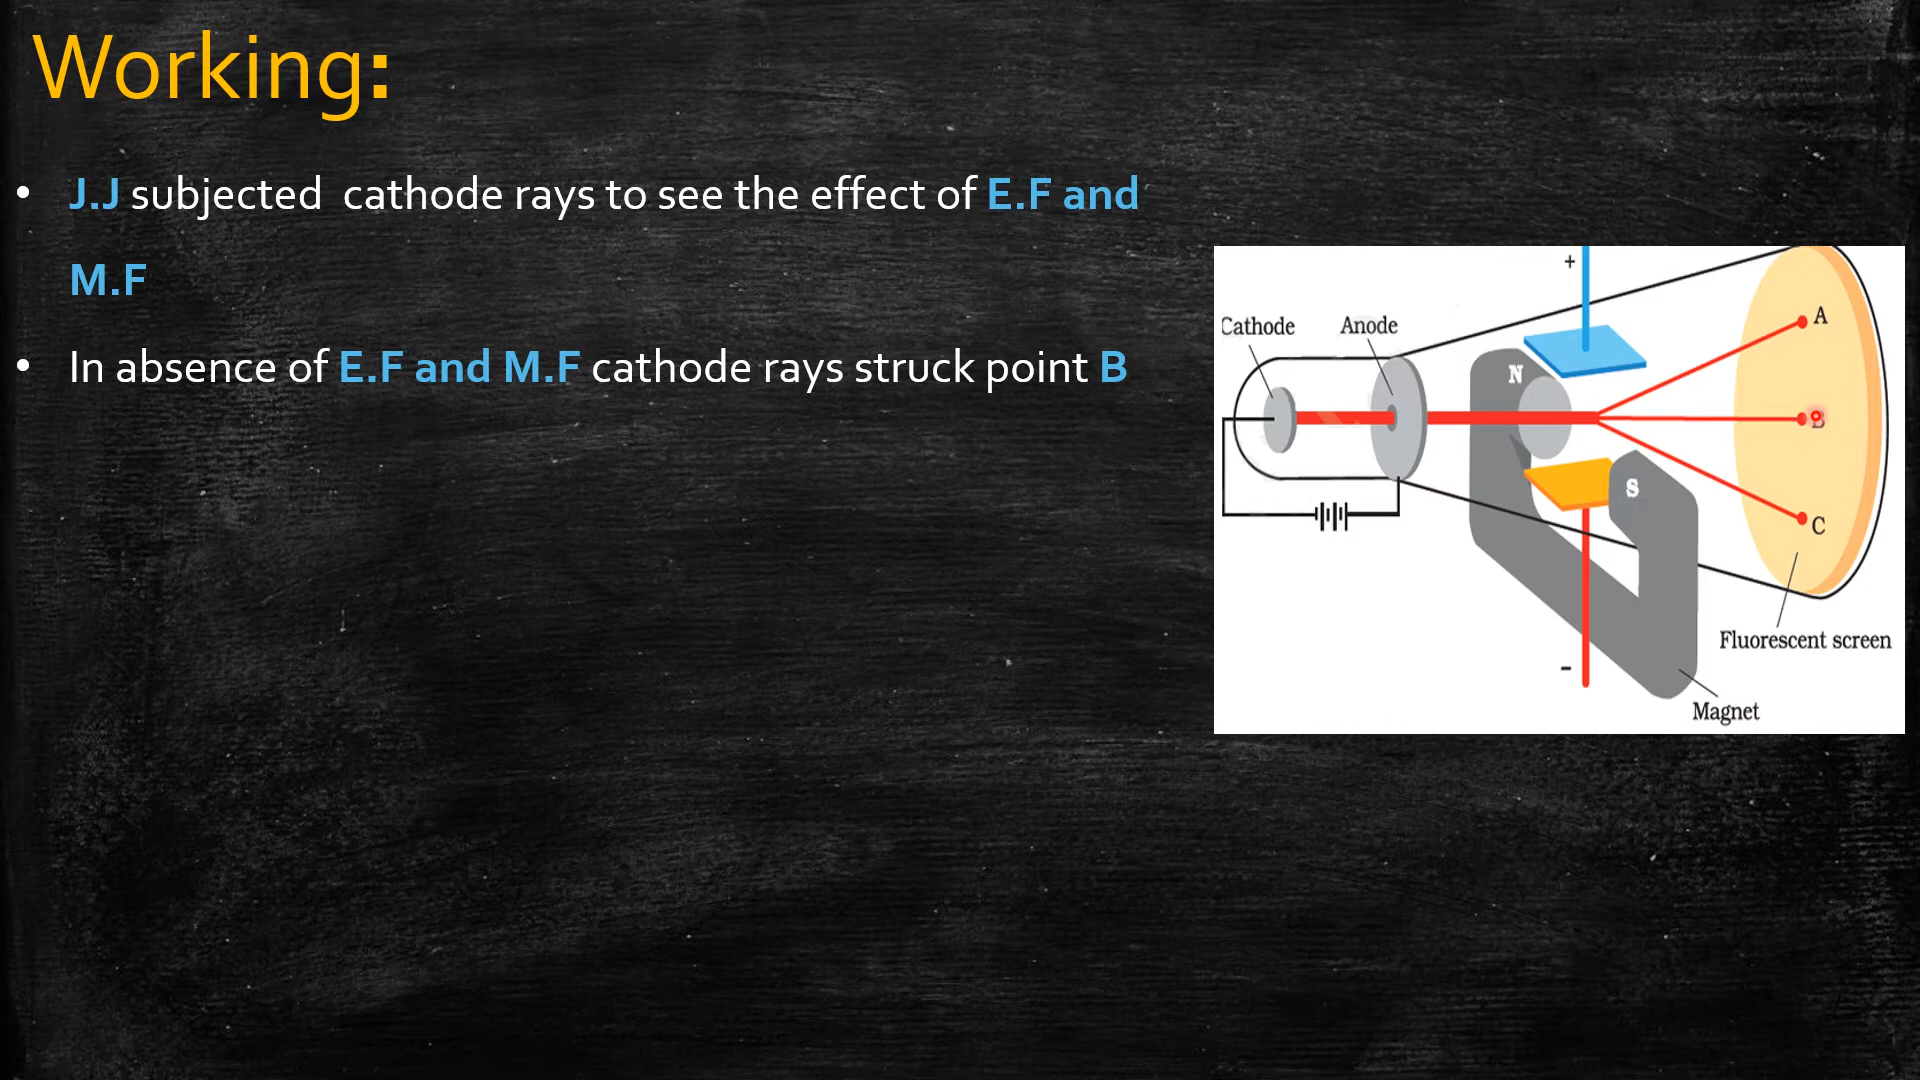 Working:
• J.J subjected cathode rays to see the effect of E.F and
M.F
• In absence of E.F and M.F cathode rays struck point B
+
Cathode
Anode
A
N
B
S
C
Fluorescent screen
-
Magnet